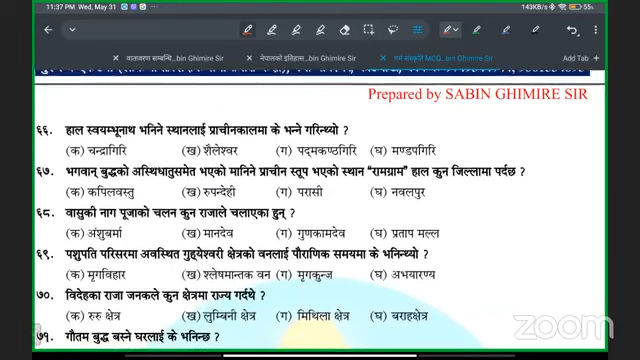 11:37 PM Wed, May 31
143KB/s
55%
वातावरण सम्बन्धि...bin Ghimire Sir
नेपालको इतिहास...bin Ghimire Sir
धर्म संस्कृति MCQ...bin Ghimire Sir
Add Tab
Prepared by SABIN GHIMIRE SIR
६६. हाल स्वयम्भूनाथ भनिने स्थानलाई प्राचीनकालमा के भन्ने गरिन्थ्यो ?
(क) चन्द्रागिरि (ख) शैलेश्वर (ग) पद्मकण्ठगिरी (घ) मण्डपगिरी
६७. भगवान् बुद्धको अस्थिधातुसमेत भएको मानिने प्राचीन स्तूप भएको स्थान "रामग्राम" हाल कुन जिल्लामा पर्दछ ?
(क) कपिलवस्तु (ख) रुपन्देही (ग) परासी (घ) नवलपुर
६८. वासुकी नाग पूजाको चलन कुन राजाले चलाएका हुन् ?
(क) अंशुबर्मा (ख) मानदेव (ग) गुणकामदेव (घ) प्रताप मल्ल
६९. पशुपति परिसरमा अवस्थित गुह्येश्वरी क्षेत्रको वनलाई पौराणिक समयमा के भनिन्थ्यो ?
(क) मृगविहार (ख) श्लेषमान्तक वन (ग) मृगकुन्ज (घ) अभयारण्य
७०. विदेहका राजा जनकले कुन क्षेत्रमा राज्य गर्दथे ?
(क) रुरु क्षेत्र (ख) लुम्बिनी क्षेत्र (ग) मिथिला क्षेत्र (घ) बराहक्षेत्र
७१. गौतम बुद्ध बस्ने घरलाई के भनिन्छ ?
zoom